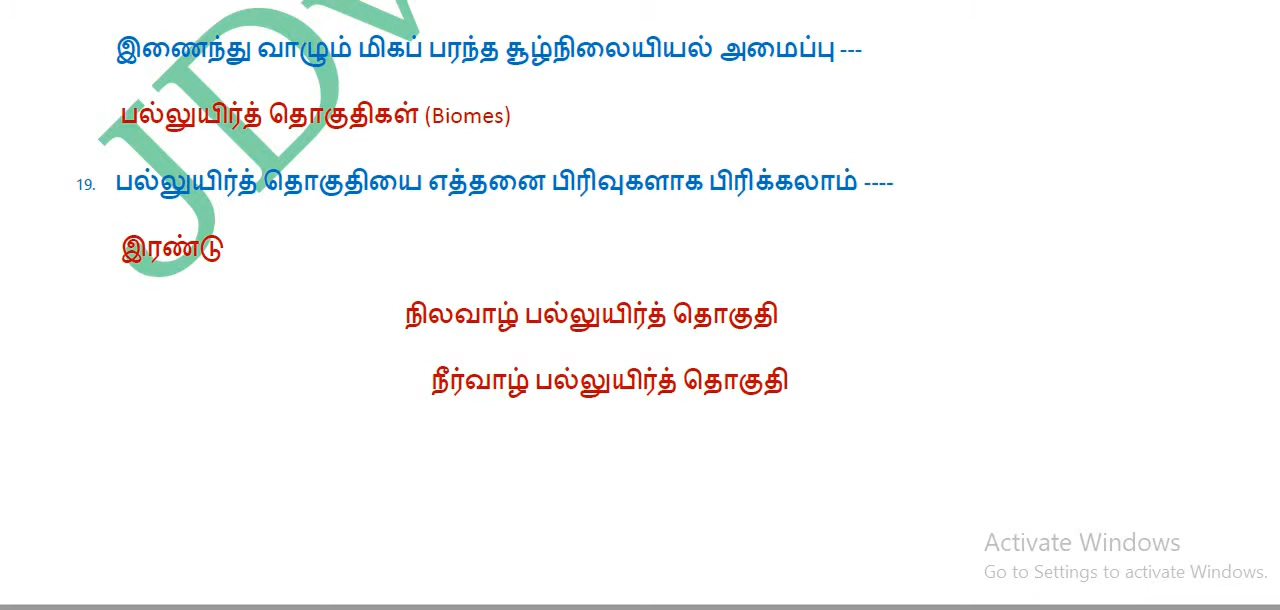 இணைந்து வாழும் மிகப் பரந்த சூழ்நிலையியல் அமைப்பு ---
பல்லுயிர்த் தொகுதிகள் (Biomes)
19. பல்லுயிர்த் தொகுதியை எத்தனை பிரிவுகளாக பிரிக்கலாம் ----
இரண்டு
நிலவாழ் பல்லுயிர்த் தொகுதி
நீர்வாழ் பல்லுயிர்த் தொகுதி
Activate Windows
Go to Settings to activate Windows.